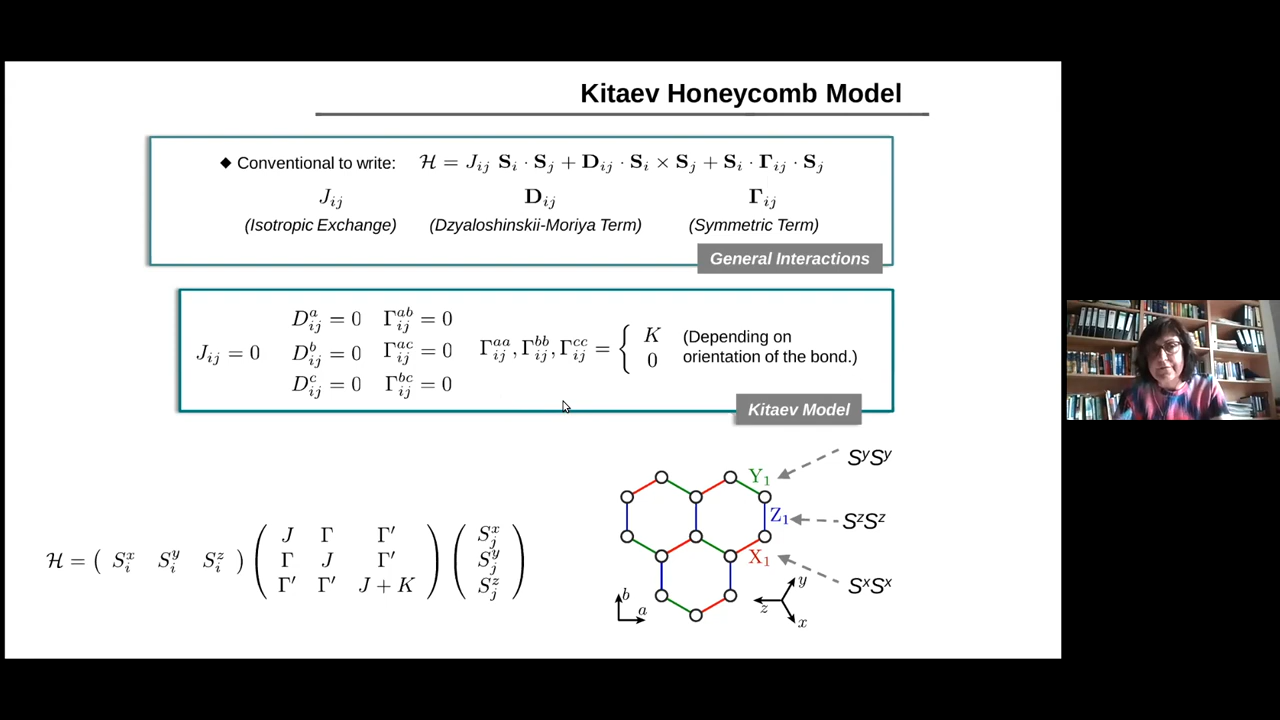 Kitaev Honeycomb Model
◆ Conventional to write: ℋ = J_ij S_i · S_j + D_ij · S_i × S_j + S_i · Γ_ij · S_j
J_ij D_ij Γ_ij
(Isotropic Exchange) (Dzyaloshinskii-Moriya Term) (Symmetric Term)
General Interactions
D^a_ij = 0 Γ^ab_ij = 0
J_ij = 0 D^b_ij = 0 Γ^ac_ij = 0 Γ^aa_ij, Γ^bb_ij, Γ^cc_ij = { K 0 (Depending on
orientation of the bond.)
D^c_ij = 0 Γ^bc_ij = 0
Kitaev Model
Y₁ SʸSʸ
Z₁ SᶻSᶻ
X₁ SˣSˣ
ℋ = ( S^x_i S^y_i S^z_i ) ( J Γ Γ′ ) ( S^x_j )
( Γ J Γ′ ) ( S^y_j )
( Γ′ Γ′ J + K ) ( S^z_j )
b a
y z x